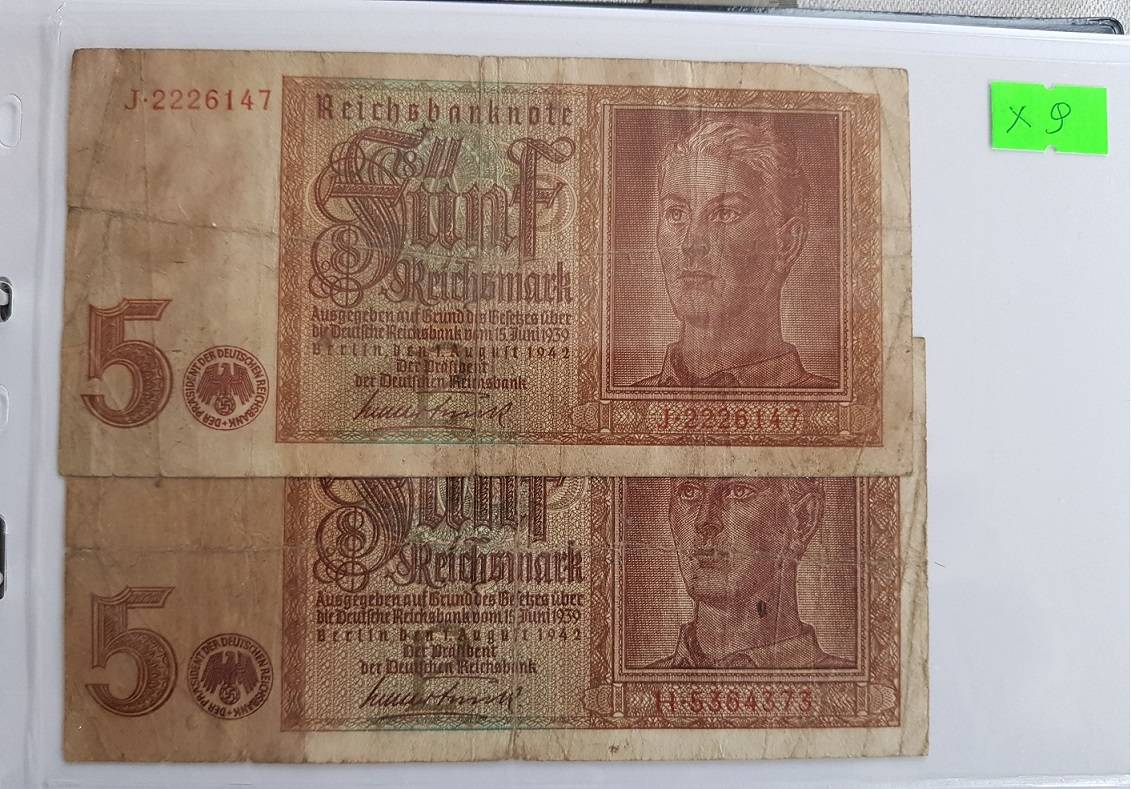 J·2226147
Reichsbanknote
Fünf
Reichsmark
Ausgegeben auf Grund des Gesetzes über
die Deutsche Reichsbank vom 15. Juni 1939
Berlin, den 1. August 1942
Der Präsident
der Deutschen Reichsbank
5
DER PRÄSIDENT DER DEUTSCHEN REICHSBANK
J·2226147
X 9
Fünf
Reichsmark
Ausgegeben auf Grund des Gesetzes über
die Deutsche Reichsbank vom 15. Juni 1939
Berlin, den 1. August 1942
Der Präsident
der Deutschen Reichsbank
5
DER PRÄSIDENT DER DEUTSCHEN REICHSBANK
H·5364373